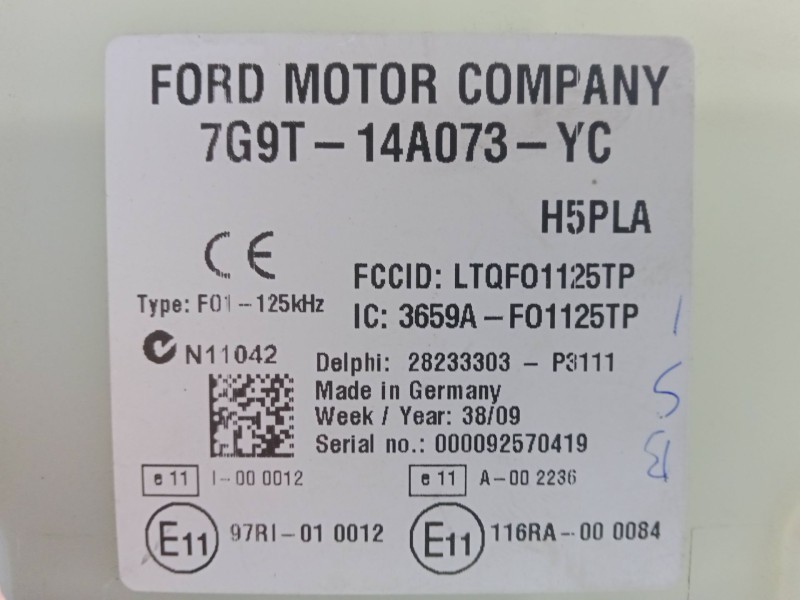 FORD MOTOR COMPANY
7G9T-14A073-YC
H5PLA
CE
FCCID: LTQFO1125TP
Type: F01-125kHz
IC: 3659A-FO1125TP
N11042
Delphi: 28233303 - P3111
Made in Germany
Week / Year: 38/09
Serial no.: 000092570419
e 11 I-00 0012
e 11 A-00 2236
E11 97RI-01 0012
E11 116RA-00 0084
1
5
B